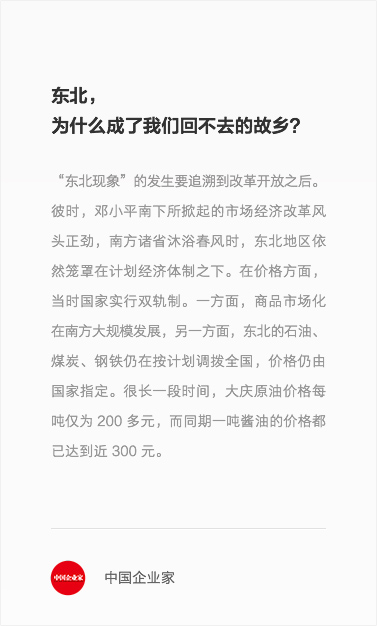 东北，
为什么成了我们回不去的故乡？
“东北现象”的发生要追溯到改革开放之后。
彼时，邓小平南下所掀起的市场经济改革风
头正劲，南方诸省沐浴春风时，东北地区依
然笼罩在计划经济体制之下。在价格方面，
当时国家实行双轨制。一方面，商品市场化
在南方大规模发展，另一方面，东北的石油、
煤炭、钢铁仍在按计划调拨全国，价格仍由
国家指定。很长一段时间，大庆原油价格每
吨仅为 200 多元，而同期一吨酱油的价格都
已达到近 300 元。
中国企业家
中国企业家